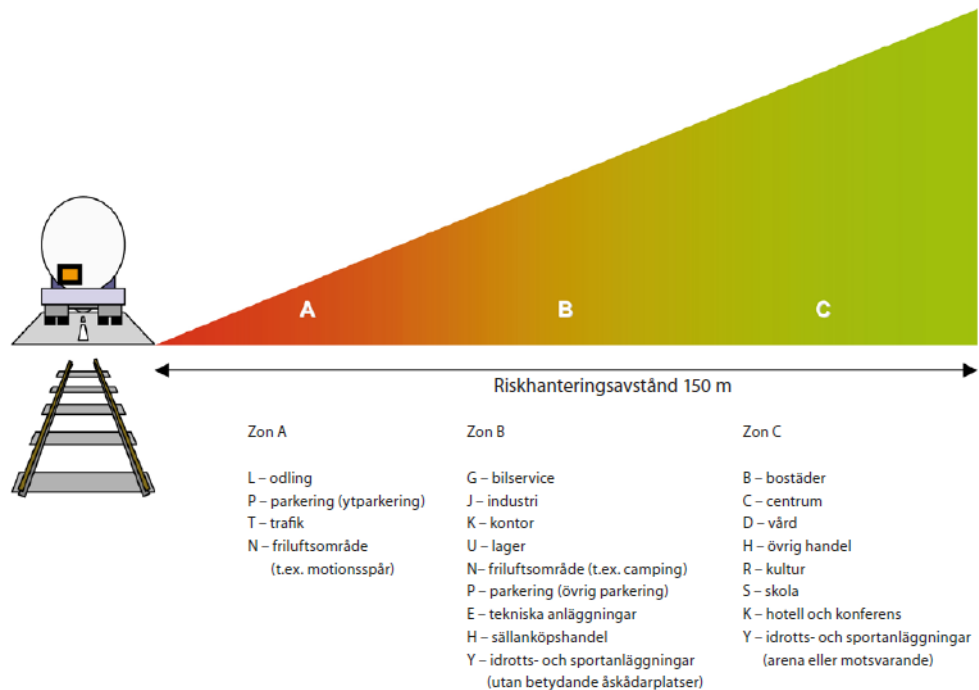 A
B
C
Riskhanteringsavstånd 150 m
Zon A
L – odling
P – parkering (ytparkering)
T – trafik
N – friluftsområde
(t.ex. motionsspår)
Zon B
G – bilservice
J – industri
K – kontor
U – lager
N– friluftsområde (t.ex. camping)
P – parkering (övrig parkering)
E – tekniska anläggningar
H – sällanköpshandel
Y – idrotts- och sportanläggningar
(utan betydande åskådarplatser)
Zon C
B – bostäder
C – centrum
D – vård
H – övrig handel
R – kultur
S – skola
K – hotell och konferens
Y – idrotts- och sportanläggningar
(arena eller motsvarande)